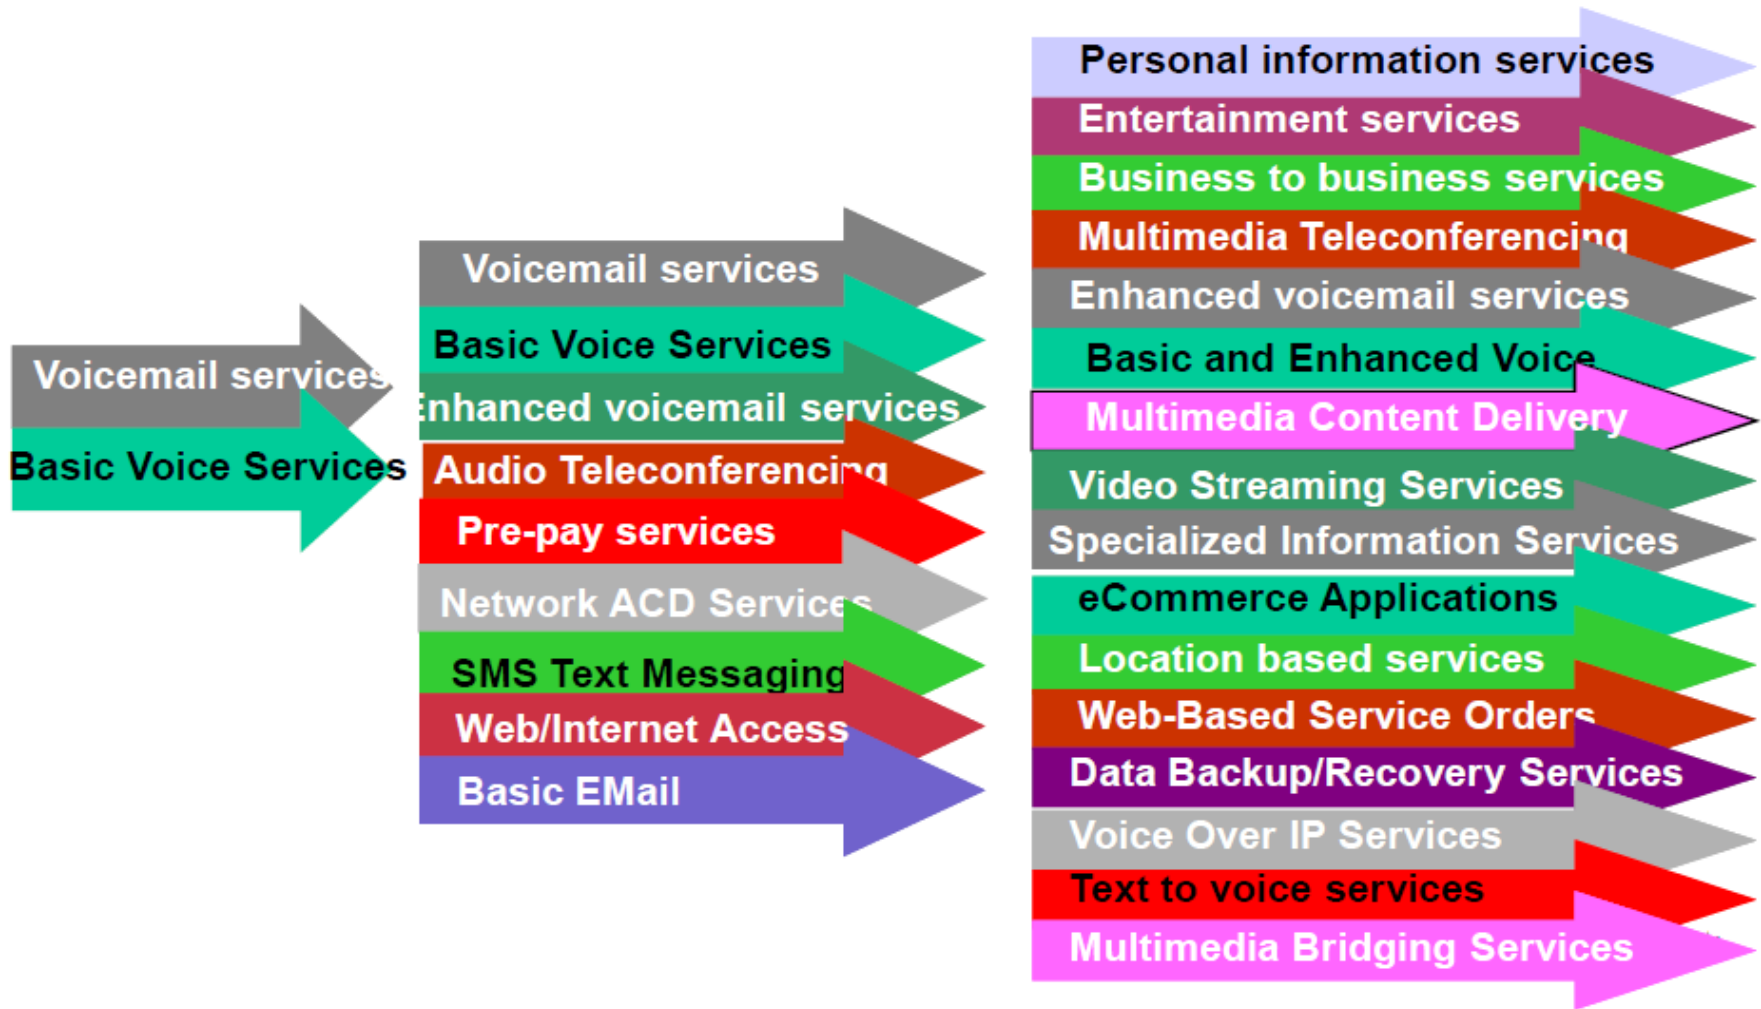 Voicemail services
Basic Voice Services
Voicemail services
Basic Voice Services
Enhanced voicemail services
Audio Teleconferencing
Pre-pay services
Network ACD Services
SMS Text Messaging
Web/Internet Access
Basic EMail
Personal information services
Entertainment services
Business to business services
Multimedia Teleconferencing
Enhanced voicemail services
Basic and Enhanced Voice
Multimedia Content Delivery
Video Streaming Services
Specialized Information Services
eCommerce Applications
Location based services
Web-Based Service Orders
Data Backup/Recovery Services
Voice Over IP Services
Text to voice services
Multimedia Bridging Services